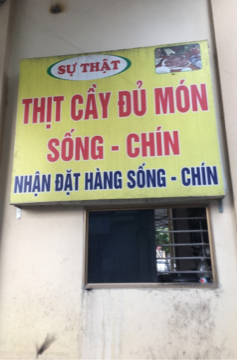 SỰ THẬT
THỊT CẦY ĐỦ MÓN
SỐNG - CHÍN
NHẬN ĐẶT HÀNG SỐNG - CHÍN